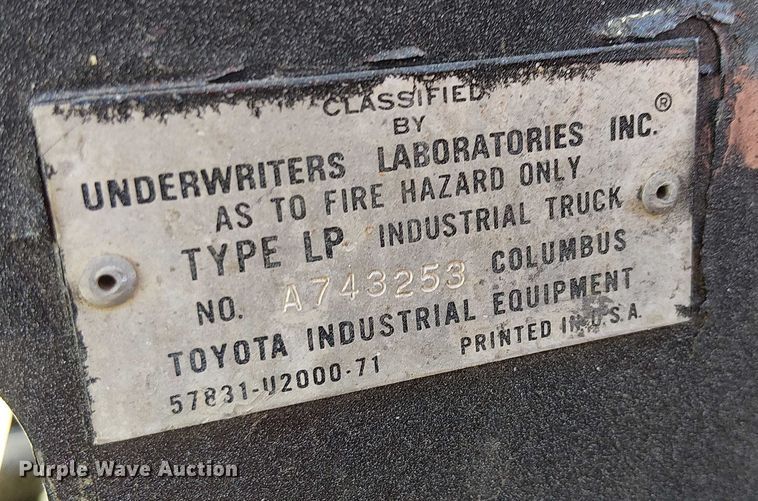 CLASSIFIED
BY
UNDERWRITERS LABORATORIES INC.®
AS TO FIRE HAZARD ONLY
TYPE LP INDUSTRIAL TRUCK
NO. A743253 COLUMBUS
TOYOTA INDUSTRIAL EQUIPMENT
57831-U2000-71 PRINTED IN U.S.A.
Purple Wave Auction